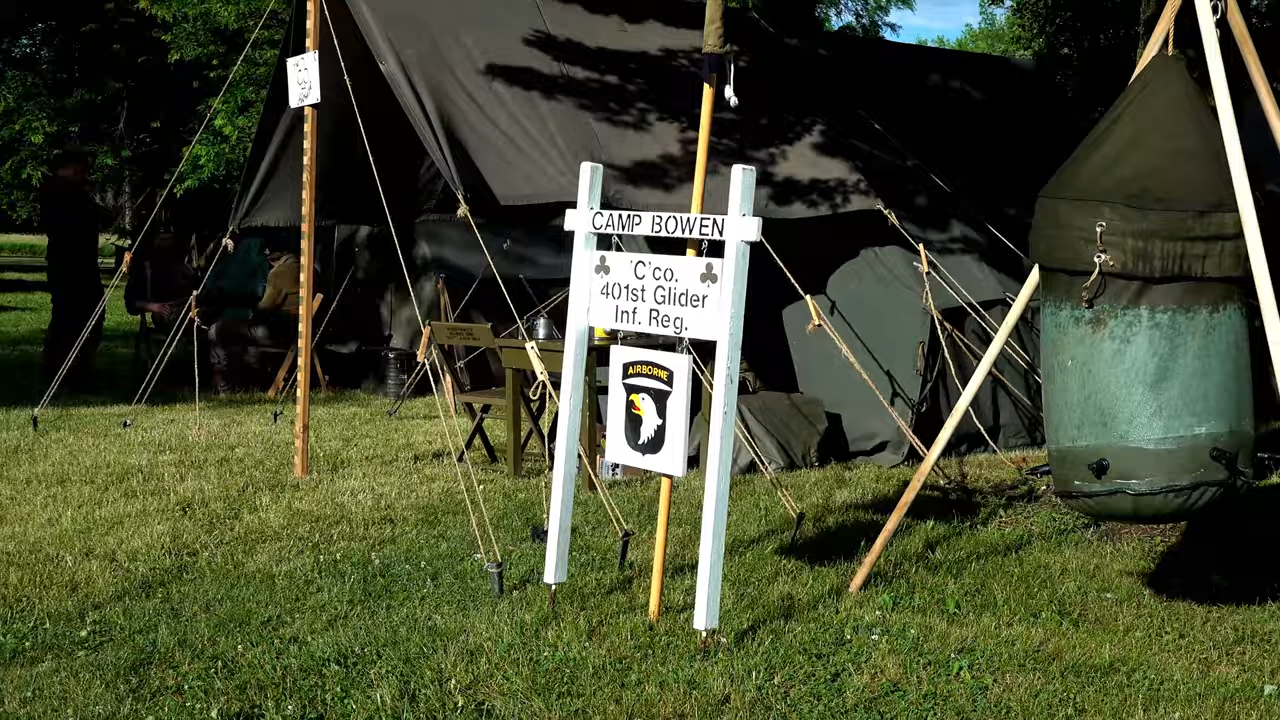 CAMP BOWEN
'C' co.
401st Glider
Inf. Reg.
AIRBORNE